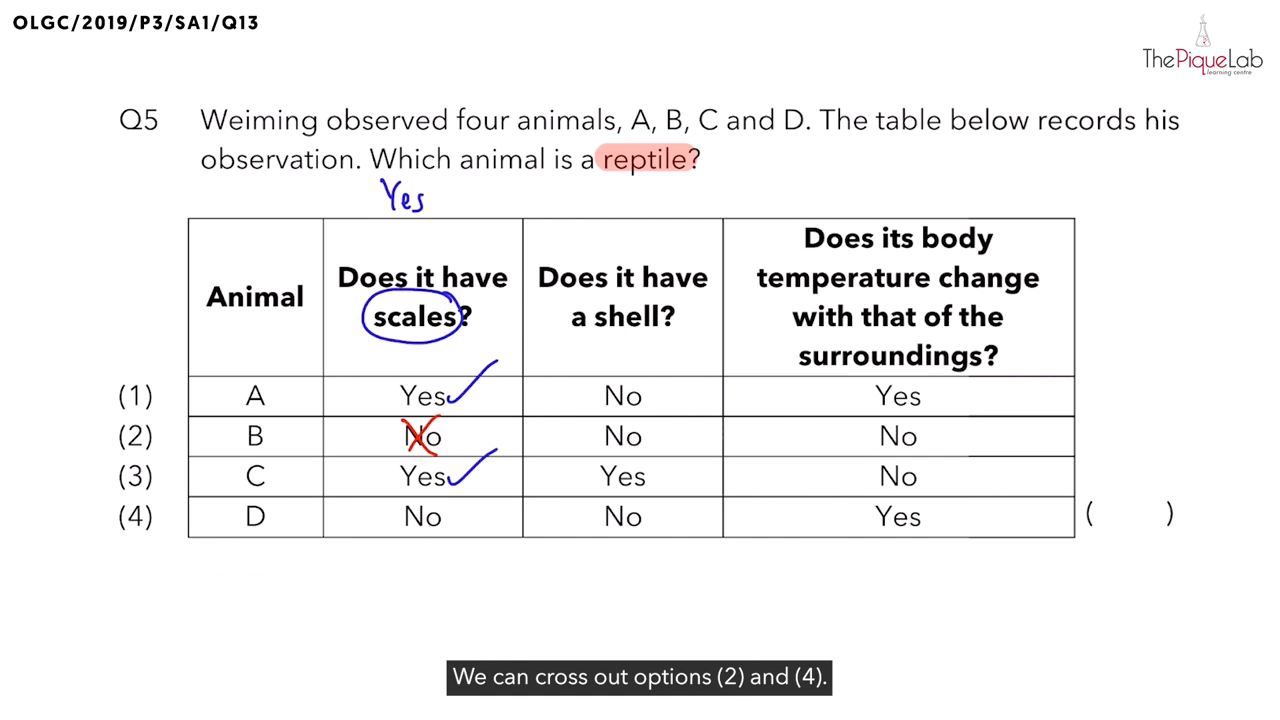 OLGC/2019/P3/SA1/Q13
ThePiqueLab
learning centre
Q5 Weiming observed four animals, A, B, C and D. The table below records his
observation. Which animal is a reptile?
Yes
Animal
Does it have
scales?
Does it have
a shell?
Does its body
temperature change
with that of the
surroundings?
(1) A Yes No Yes
(2) B No No No
(3) C Yes Yes No
(4) D No No Yes ( )
We can cross out options (2) and (4).